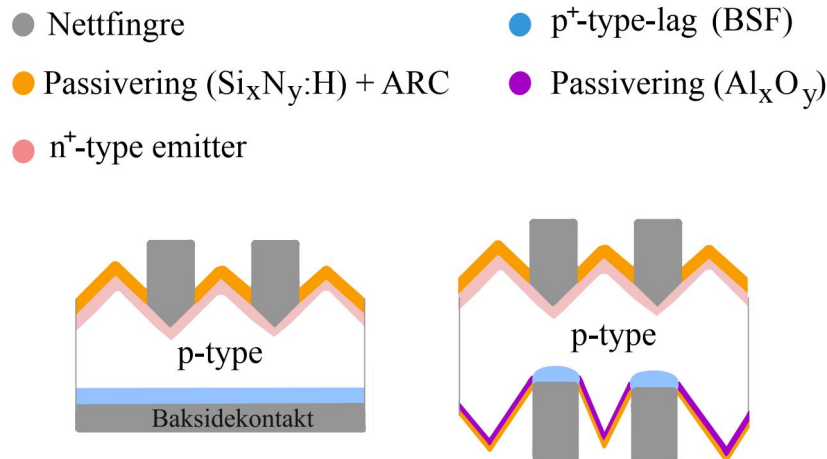 Nettfingre
p⁺-type-lag (BSF)
Passivering (SiₓNᵧ:H) + ARC
Passivering (AlₓOᵧ)
n⁺-type emitter
p-type
p-type
Baksidekontakt